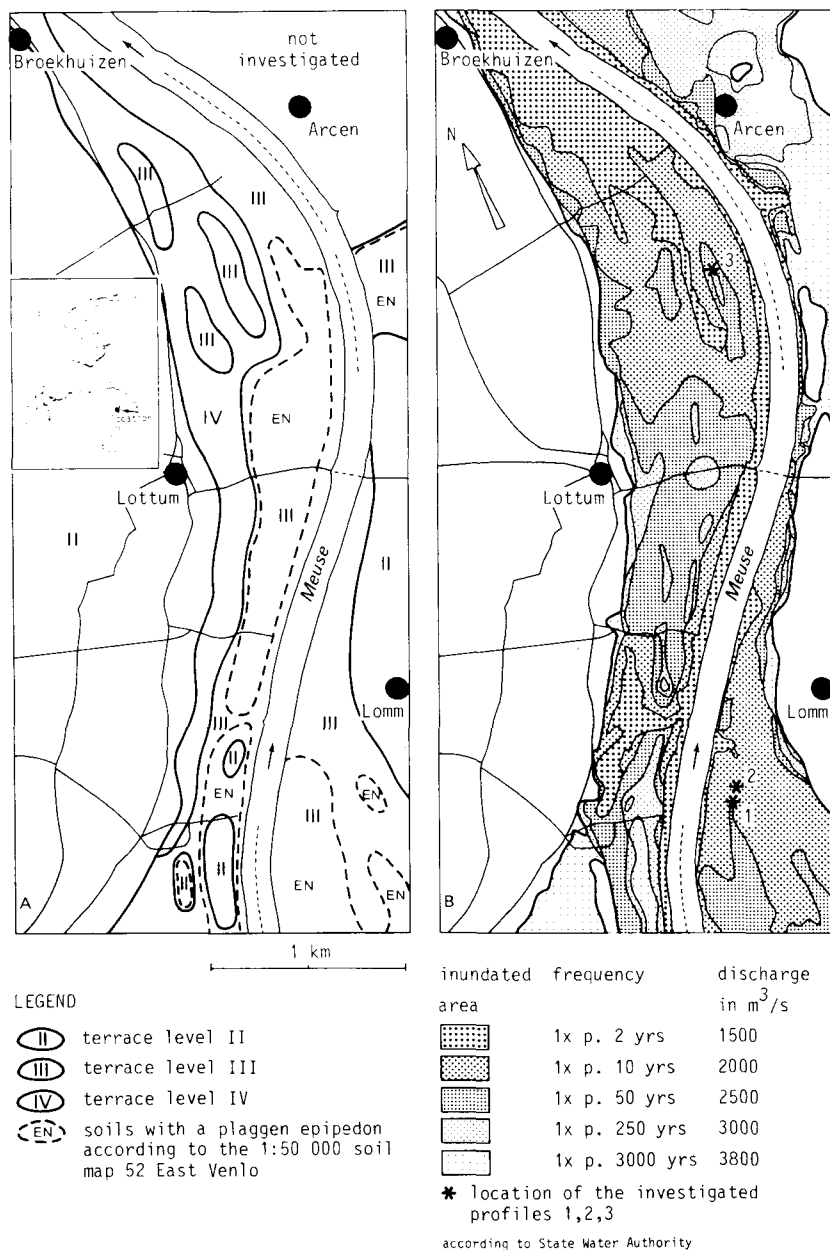 Broekhuizen
not
investigated
Arcen
III
III
III
III
III
EN
location
IV
EN
Lottum
III
II
Meuse
II
Lomm
III
III
II
EN
III
EN
II
EN
EN
II
A
1 km
Broekhuizen
Arcen
N
3
Lottum
Meuse
Lomm
2
1
B
LEGEND
II terrace level II
III terrace level III
IV terrace level IV
EN soils with a plaggen epipedon
according to the 1:50 000 soil
map 52 East Venlo
inundated frequency discharge
area in m³/s
1x p. 2 yrs 1500
1x p. 10 yrs 2000
1x p. 50 yrs 2500
1x p. 250 yrs 3000
1x p. 3000 yrs 3800
* location of the investigated
profiles 1,2,3
according to State Water Authority